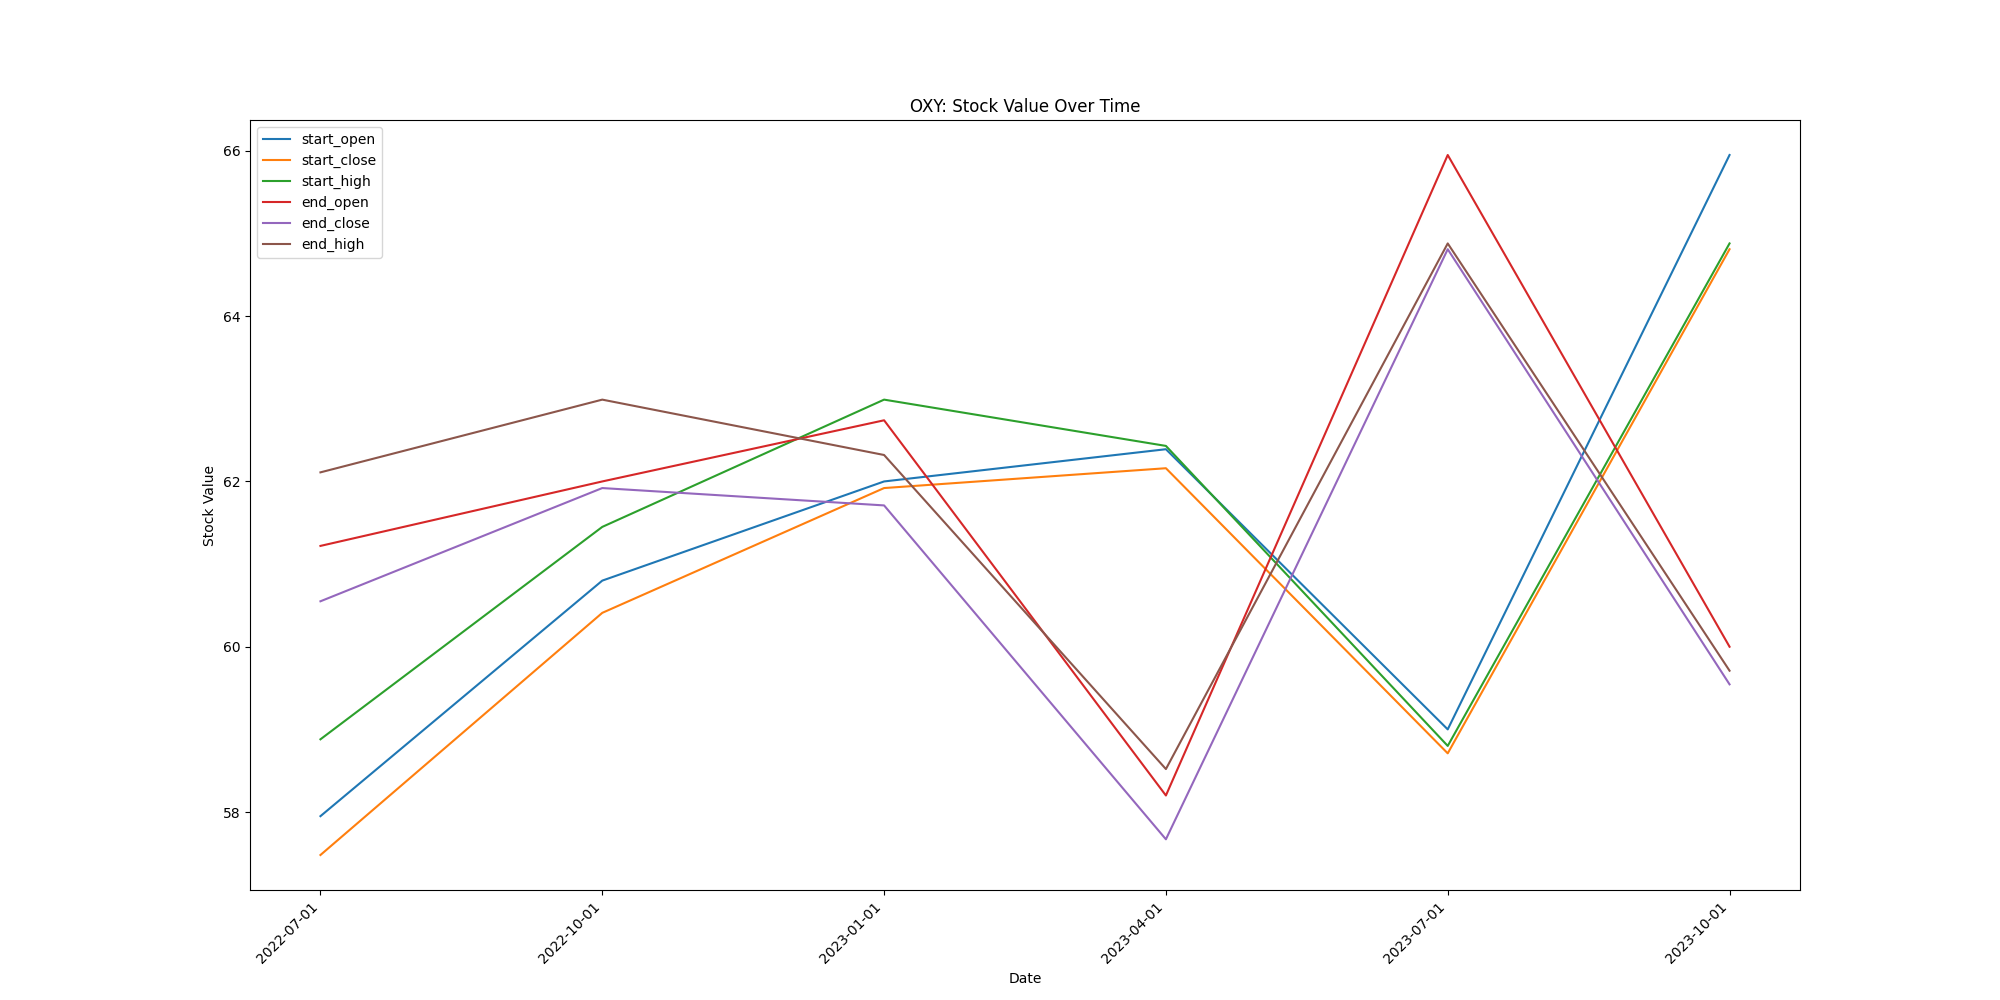 OXY: Stock Value Over Time
start_open
start_close
start_high
end_open
end_close
end_high
66
64
62
60
58
Stock Value
2022-07-01
2022-10-01
2023-01-01
2023-04-01
2023-07-01
2023-10-01
Date